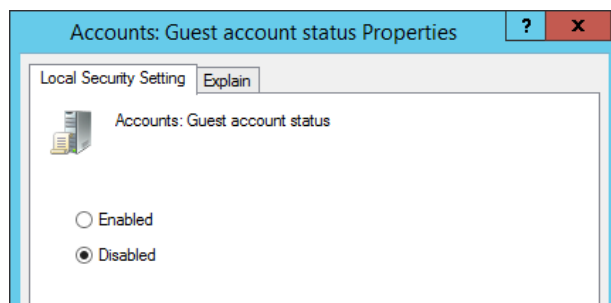 Accounts: Guest account status Properties
? x
Local Security Setting Explain
Accounts: Guest account status
Enabled
Disabled